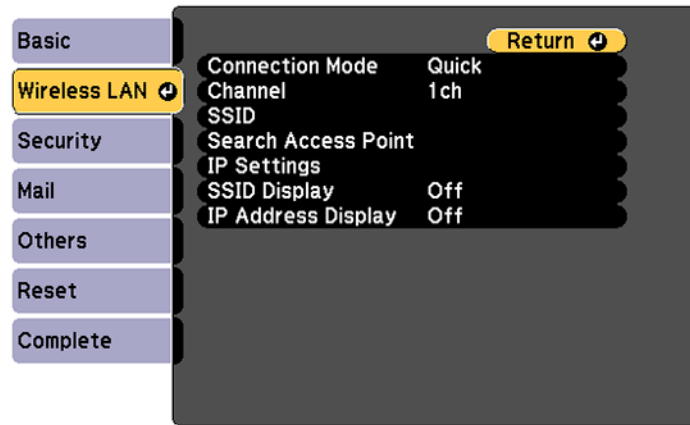 Basic
Wireless LAN
Security
Mail
Others
Reset
Complete
Return
Connection Mode Quick
Channel 1ch
SSID
Search Access Point
IP Settings
SSID Display Off
IP Address Display Off